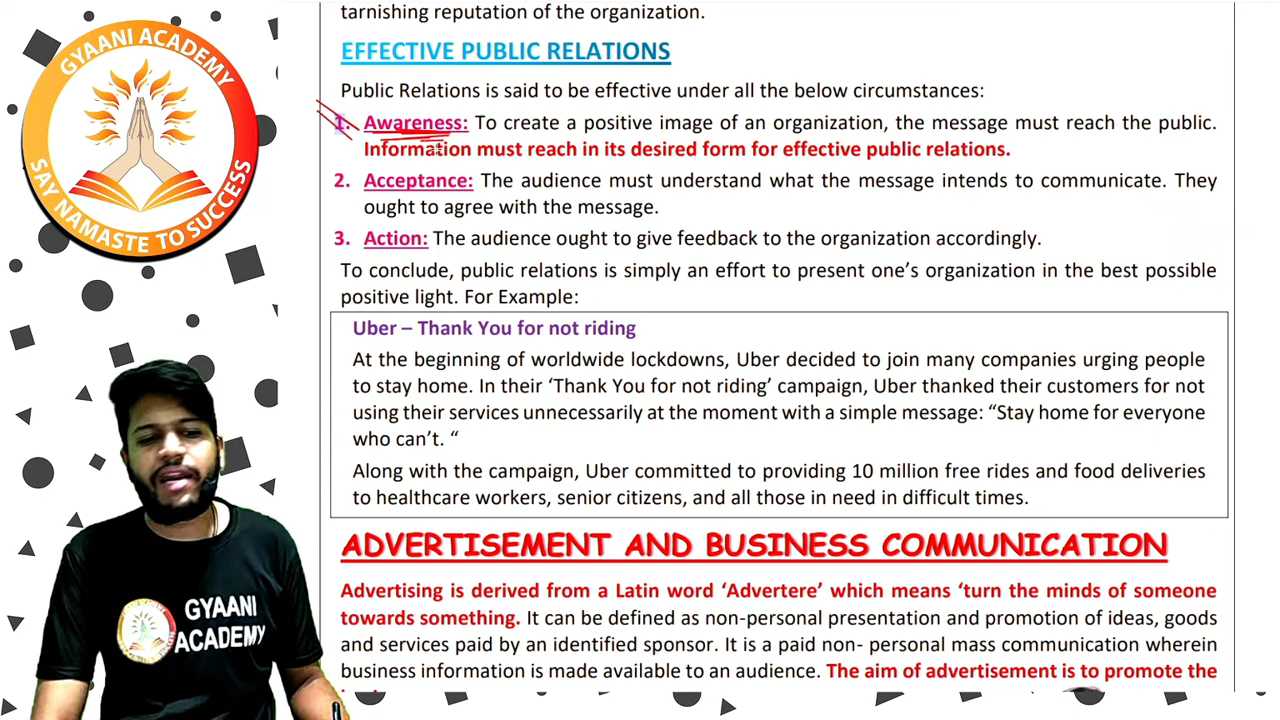 tarnishing reputation of the organization.
EFFECTIVE PUBLIC RELATIONS
Public Relations is said to be effective under all the below circumstances:
1. Awareness: To create a positive image of an organization, the message must reach the public.
Information must reach in its desired form for effective public relations.
2. Acceptance: The audience must understand what the message intends to communicate. They
ought to agree with the message.
3. Action: The audience ought to give feedback to the organization accordingly.
To conclude, public relations is simply an effort to present one’s organization in the best possible
positive light. For Example:
Uber – Thank You for not riding
At the beginning of worldwide lockdowns, Uber decided to join many companies urging people
to stay home. In their ‘Thank You for not riding’ campaign, Uber thanked their customers for not
using their services unnecessarily at the moment with a simple message: “Stay home for everyone
who can’t. “
Along with the campaign, Uber committed to providing 10 million free rides and food deliveries
to healthcare workers, senior citizens, and all those in need in difficult times.
ADVERTISEMENT AND BUSINESS COMMUNICATION
Advertising is derived from a Latin word ‘Advertere’ which means ‘turn the minds of someone
towards something. It can be defined as non-personal presentation and promotion of ideas, goods
and services paid by an identified sponsor. It is a paid non- personal mass communication wherein
business information is made available to an audience. The aim of advertisement is to promote the
GYAANI ACADEMY
SAY NAMASTE TO SUCCESS
GYAANI
ACADEMY